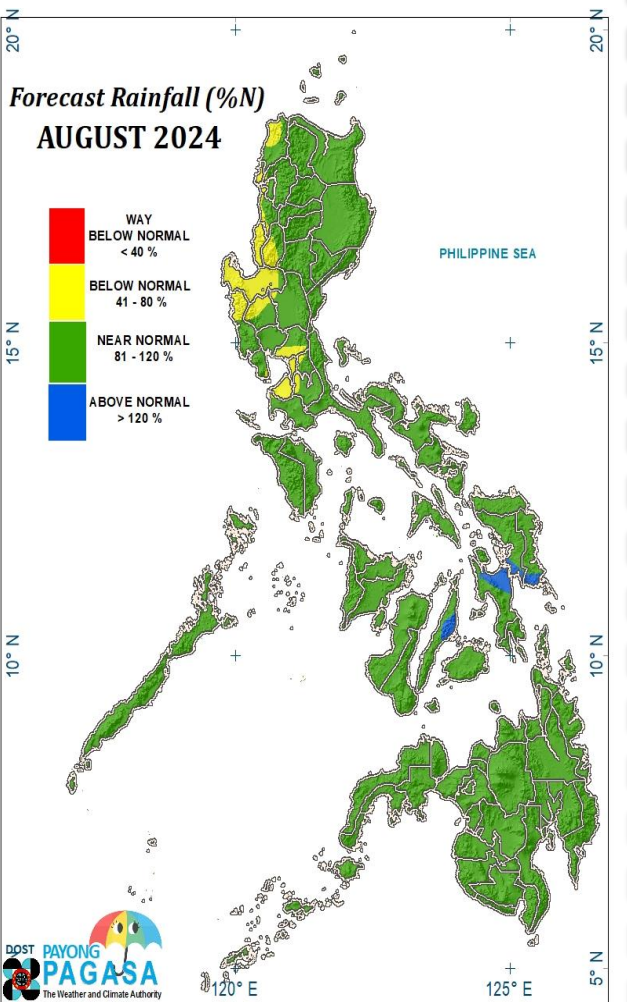 20° N
20° N
Forecast Rainfall (%N)
AUGUST 2024
WAY
BELOW NORMAL
< 40 %
BELOW NORMAL
41 - 80 %
NEAR NORMAL
81 - 120 %
ABOVE NORMAL
> 120 %
PHILIPPINE SEA
15° N
15° N
10° N
10° N
DOST
PAYONG
PAGASA
The Weather and Climate Authority
5° N
120° E
125° E